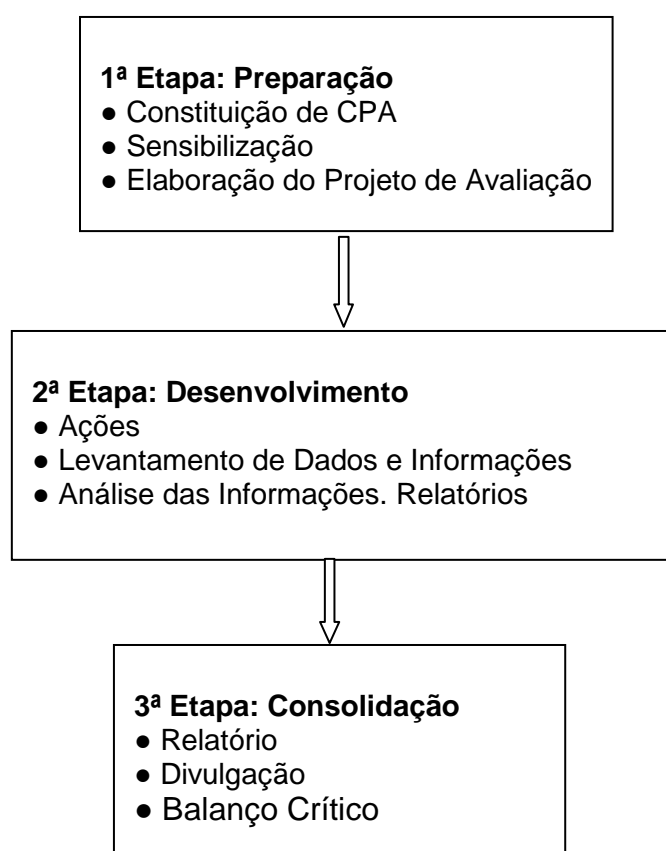 1ª Etapa: Preparação
● Constituição de CPA
● Sensibilização
● Elaboração do Projeto de Avaliação
2ª Etapa: Desenvolvimento
● Ações
● Levantamento de Dados e Informações
● Análise das Informações. Relatórios
3ª Etapa: Consolidação
● Relatório
● Divulgação
● Balanço Crítico